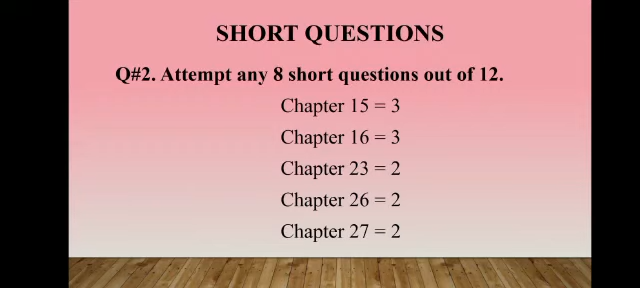 SHORT QUESTIONS
Q#2. Attempt any 8 short questions out of 12.
Chapter 15 = 3
Chapter 16 = 3
Chapter 23 = 2
Chapter 26 = 2
Chapter 27 = 2